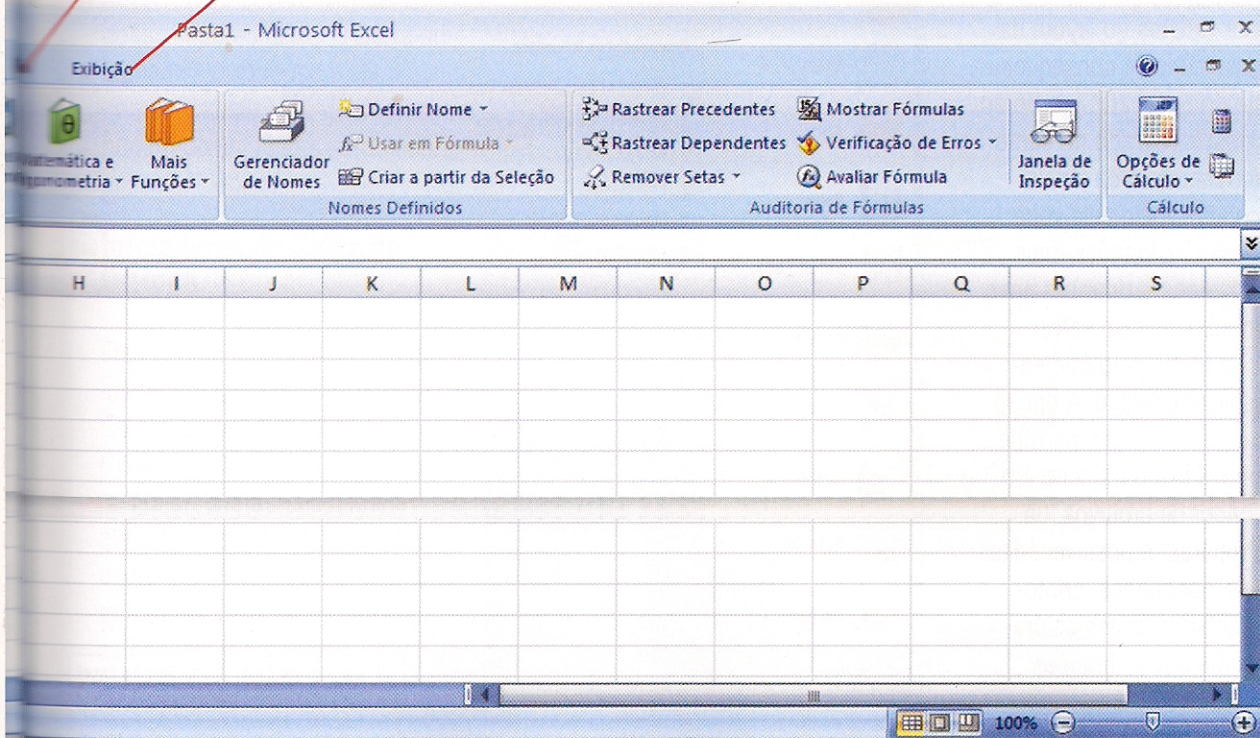 Pasta1 - Microsoft Excel
Exibição
Definir Nome
Rastrear Precedentes
Mostrar Fórmulas
Usar em Fórmula
Rastrear Dependentes
Verificação de Erros
Matemática e
Mais
Funções
Gerenciador
de Nomes
Criar a partir da Seleção
Remover Setas
Avaliar Fórmula
Janela de
Inspeção
Opções de
Cálculo
Nomes Definidos
Auditoria de Fórmulas
Cálculo
H I J K L M N O P Q R S
100%